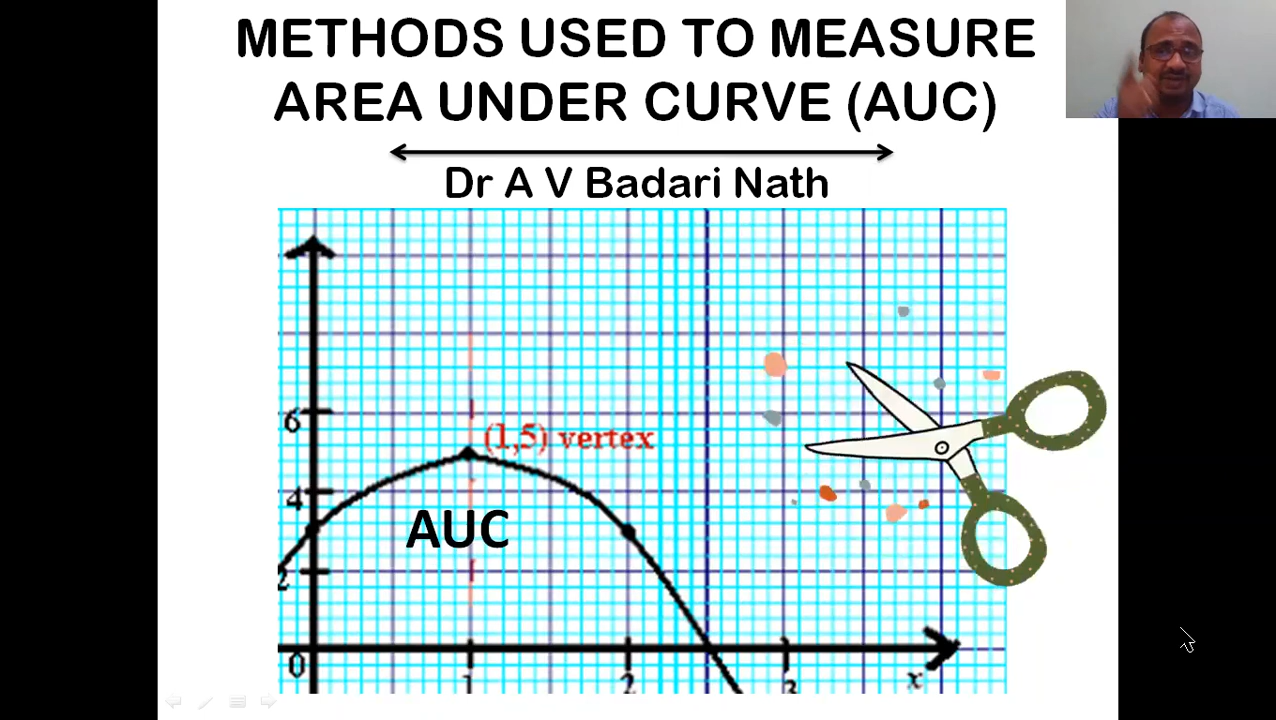 METHODS USED TO MEASURE
AREA UNDER CURVE (AUC)
Dr A V Badari Nath
6
(1,5) vertex
4
AUC
2
0
1
2
3
x